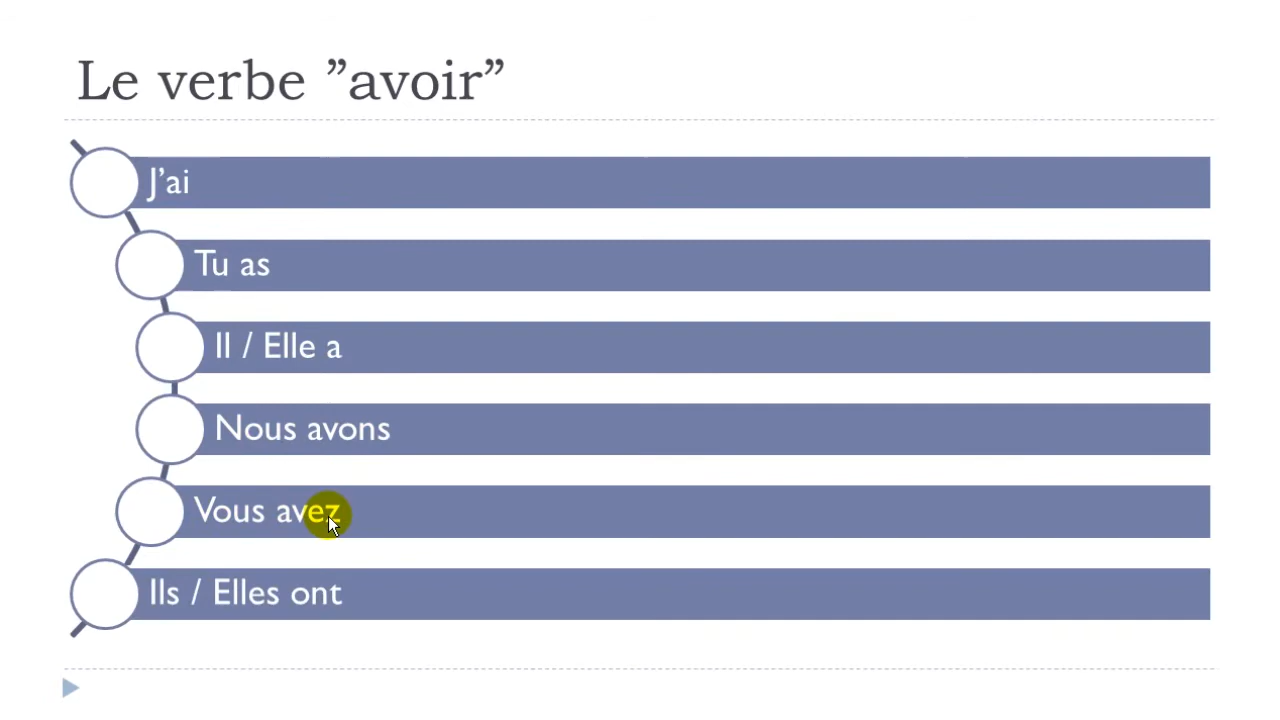 Le verbe ”avoir”
J’ai
Tu as
Il / Elle a
Nous avons
Vous avez
Ils / Elles ont